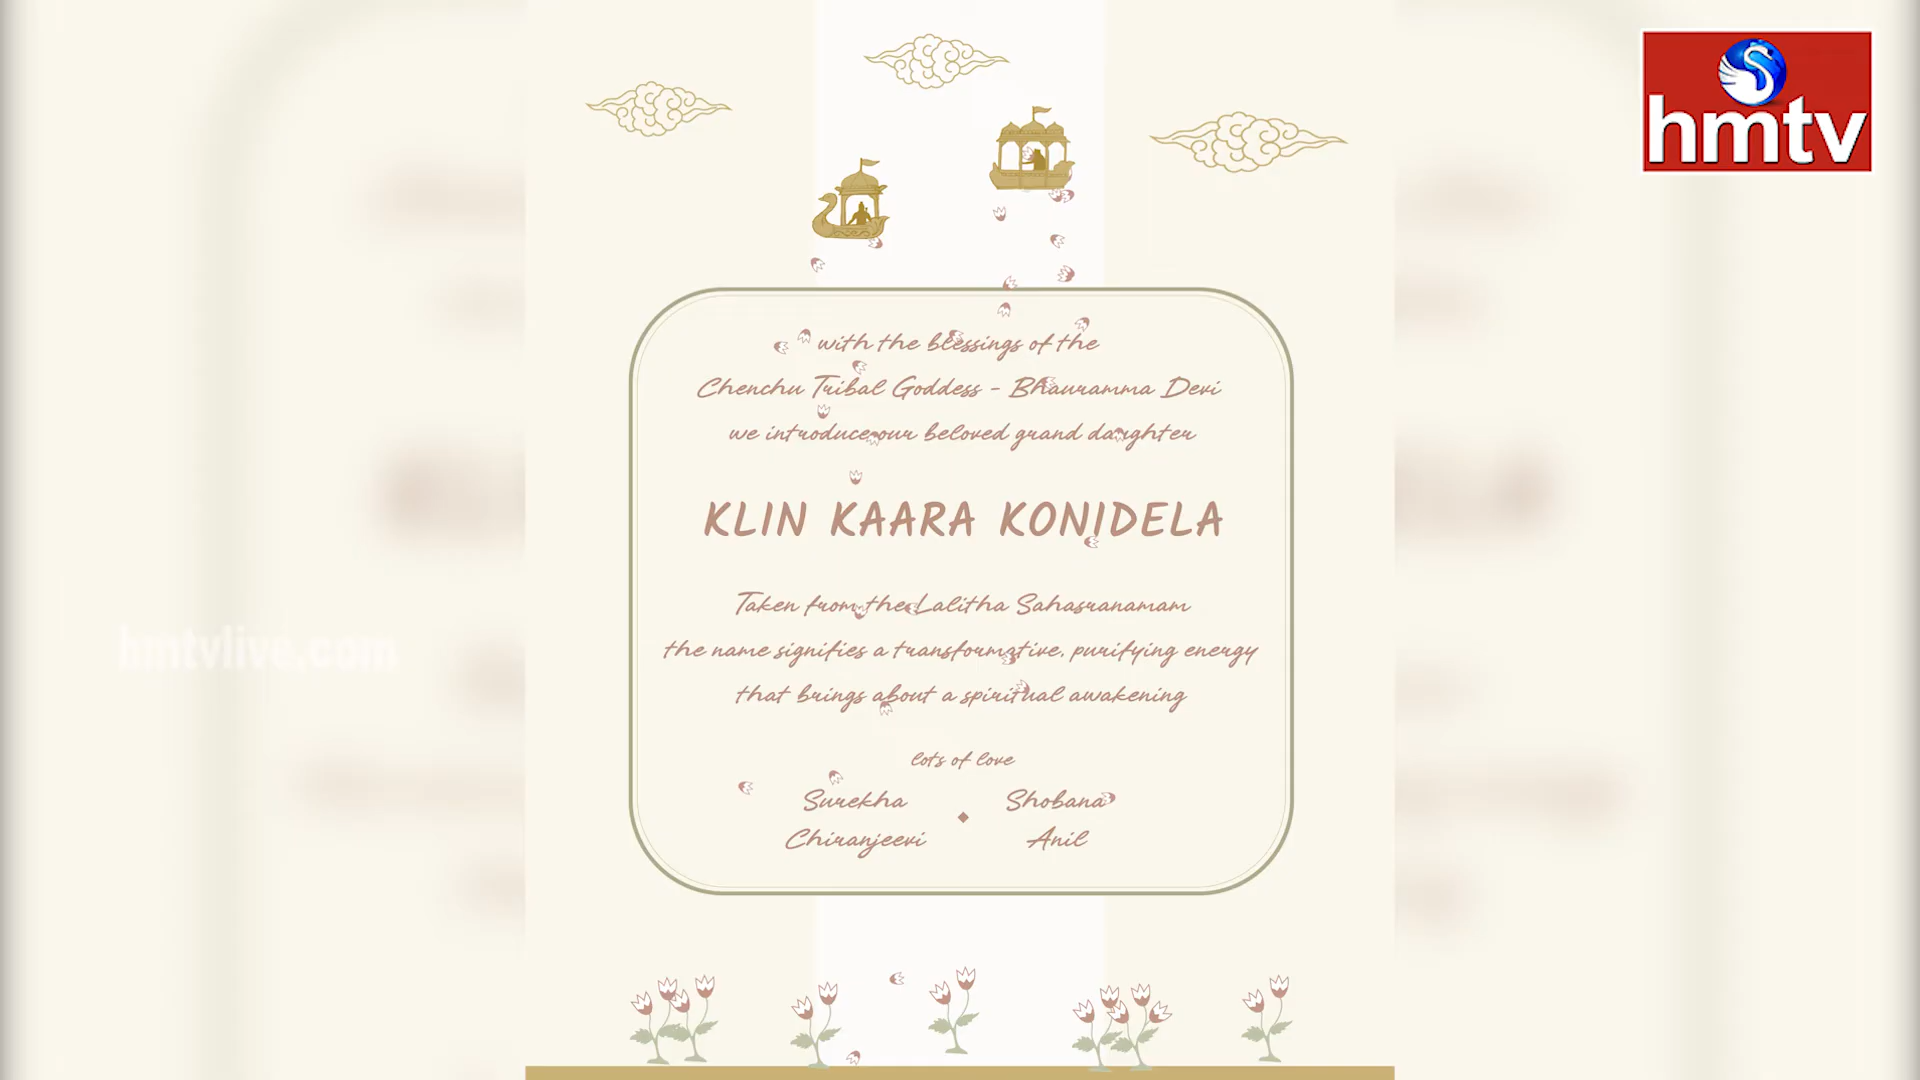 hmtv
with the blessings of the
Chenchu Tribal Goddess - Bhauramma Devi
we introduce our beloved grand daughter
KLIN KAARA KONIDELA
Taken from the Lalitha Sahasranamam
the name signifies a transformative, purifying energy
that brings about a spiritual awakening
lots of love
Surekha Shobana
Chiranjeevi Anil
hmtvlive.com